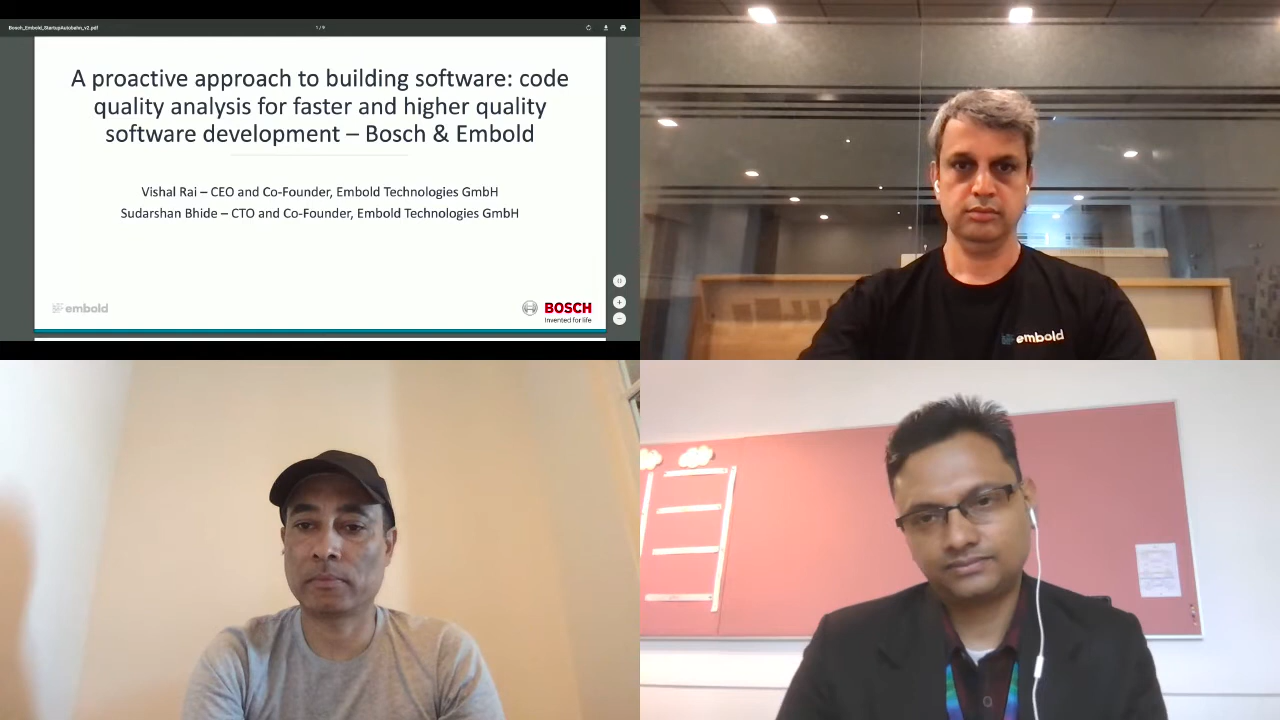 Bosch_Embold_StartupAutobahn_v2.pdf
1 / 9
A proactive approach to building software: code
quality analysis for faster and higher quality
software development – Bosch & Embold
Vishal Rai – CEO and Co-Founder, Embold Technologies GmbH
Sudarshan Bhide – CTO and Co-Founder, Embold Technologies GmbH
embold
BOSCH
Invented for life
embold